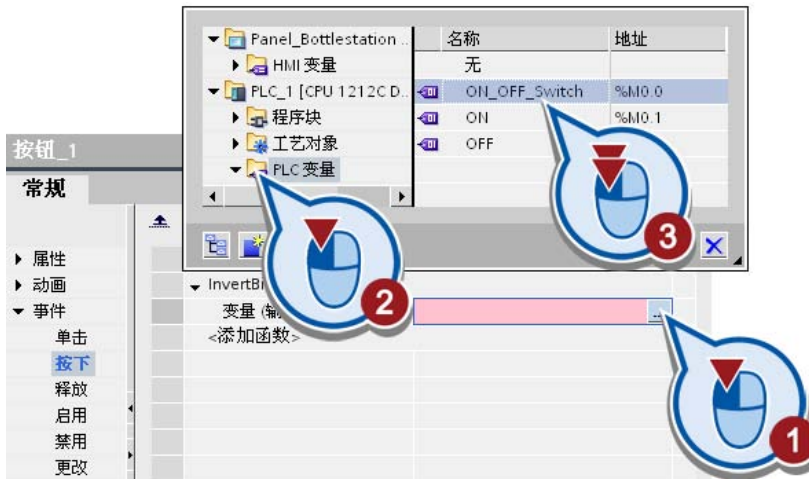 Panel_Bottlestation ..
名称
地址
HMI 变量
无
PLC_1 [CPU 1212C D..
ON_OFF_Switch
%M0.0
程序块
ON
%M0.1
工艺对象
OFF
PLC 变量
3
按钮_1
常规
2
属性
动画
事件
单击
按下
释放
启用
禁用
更改
变量
<添加函数>
...
1